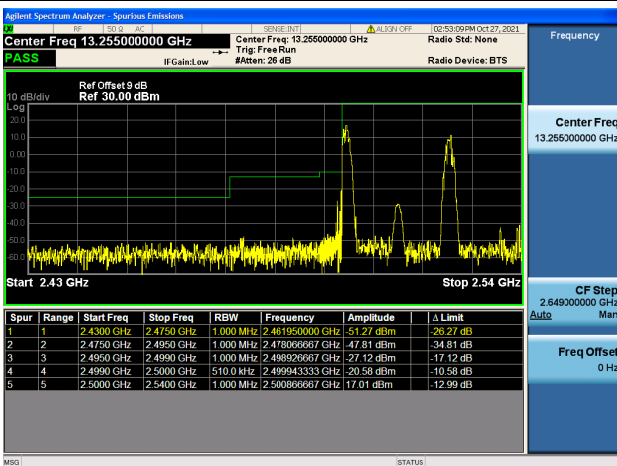 Agilent Spectrum Analyzer - Spurious Emissions
RF 50 Ω AC SENSE:INT ALIGN OFF 02:53:09PM Oct 27, 2021
Center Freq 13.255000000 GHz
Center Freq: 13.255000000 GHz
Radio Std: None
Trig: Free Run
PASS
IFGain:Low
#Atten: 26 dB
Radio Device: BTS
Ref Offset 9 dB
10 dB/div Ref 30.00 dBm
Log
20.0
10.0
0.00
-10.0
-20.0
-30.0
-40.0
-50.0
-60.0
Start 2.43 GHz Stop 2.54 GHz
Spur Range Start Freq Stop Freq RBW Frequency Amplitude Δ Limit
1 1 2.4300 GHz 2.4750 GHz 1.000 MHz 2.461950000 GHz -51.27 dBm -26.27 dB
2 2 2.4750 GHz 2.4950 GHz 1.000 MHz 2.478066667 GHz -47.81 dBm -34.81 dB
3 3 2.4950 GHz 2.4990 GHz 1.000 MHz 2.498926667 GHz -27.12 dBm -17.12 dB
4 4 2.4990 GHz 2.5000 GHz 510.0 kHz 2.499943333 GHz -20.58 dBm -10.58 dB
5 5 2.5000 GHz 2.5400 GHz 1.000 MHz 2.500866667 GHz 17.01 dBm -12.99 dB
MSG STATUS
Frequency
Center Freq
13.255000000 GHz
CF Step
2.649000000 GHz
Auto Man
Freq Offset
0 Hz